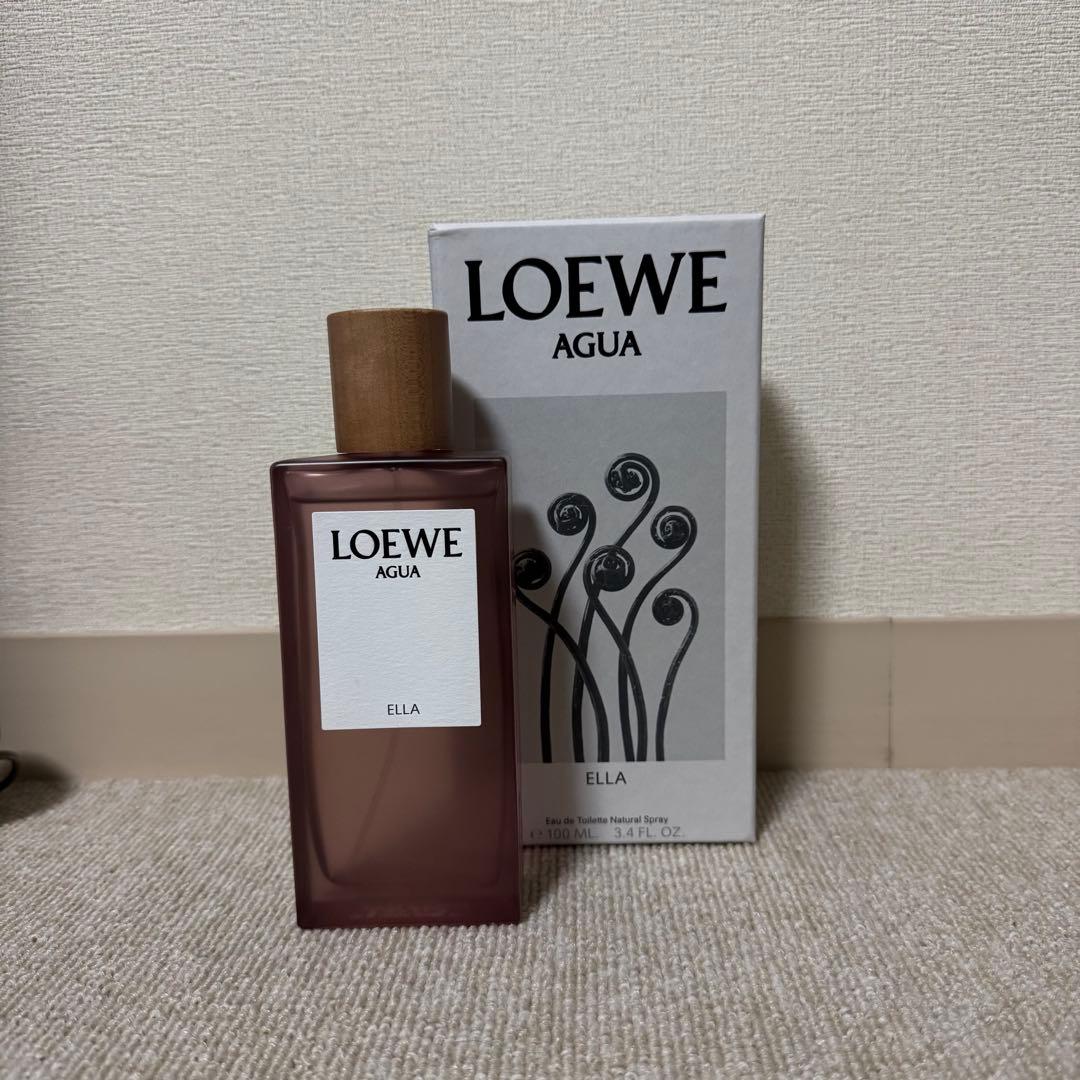 LOEWE
AGUA
ELLA
LOEWE
AGUA
ELLA
Eau de Toilette Natural Spray
℮ 100 ML. 3.4 FL. OZ.